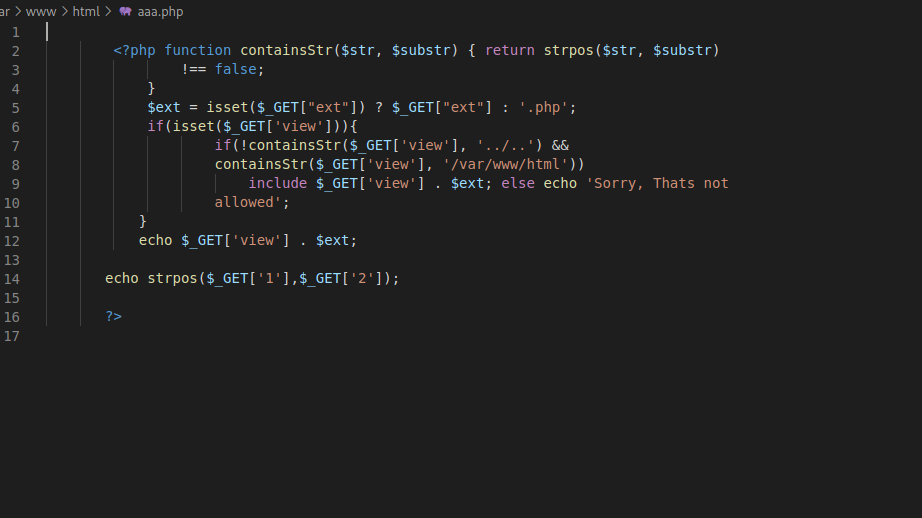 ar > www > html > aaa.php
1
2 <?php function containsStr($str, $substr) { return strpos($str, $substr)
3 !== false;
4 }
5 $ext = isset($_GET["ext"]) ? $_GET["ext"] : '.php';
6 if(isset($_GET['view'])){
7 if(!containsStr($_GET['view'], '../..') &&
8 containsStr($_GET['view'], '/var/www/html'))
9 include $_GET['view'] . $ext; else echo 'Sorry, Thats not
10 allowed';
11 }
12 echo $_GET['view'] . $ext;
13
14 echo strpos($_GET['1'],$_GET['2']);
15
16 ?>
17